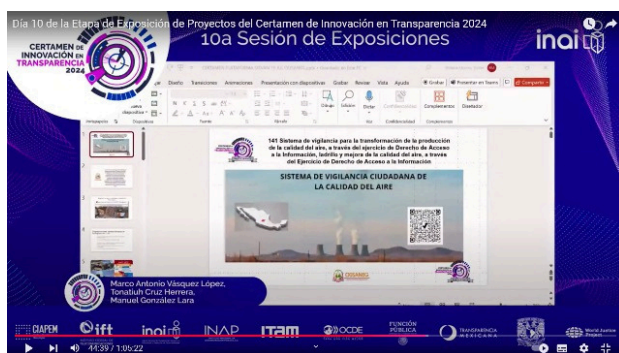 Día 10 de la Etapa de Exposición de Proyectos del Certamen de Innovación en Transparencia 2024
CERTAMEN DE
INNOVACIÓN EN
TRANSPARENCIA
2024
10a Sesión de Exposiciones
inai
Diseño Transiciones Animaciones Presentación con diapositivas Grabar Revisar Vista Ayuda
Grabar Presentar en Teams Compartir
Dibujo Edición Dictar Confidencialidad Complementos Diseñador
141 Sistema de vigilancia para la transformación de la producción
de la calidad del aire, a través del ejercicio de Derecho de Acceso
a la Información, ladrillo y mejora de la calidad del aire, a través
del Ejercicio de Derecho de Acceso a la Información
SISTEMA DE VIGILANCIA CIUDADANA DE
LA CALIDAD DEL AIRE
Marco Antonio Vásquez López,
Tonatiuh Cruz Herrera,
Manuel González Lara
CIAPEM
ift
inai
INAP
ITAM
OCDE
FUNCIÓN
PÚBLICA
TRANSPARENCIA
MEXICANA
World Justice
Project
44:39 / 1:05:22